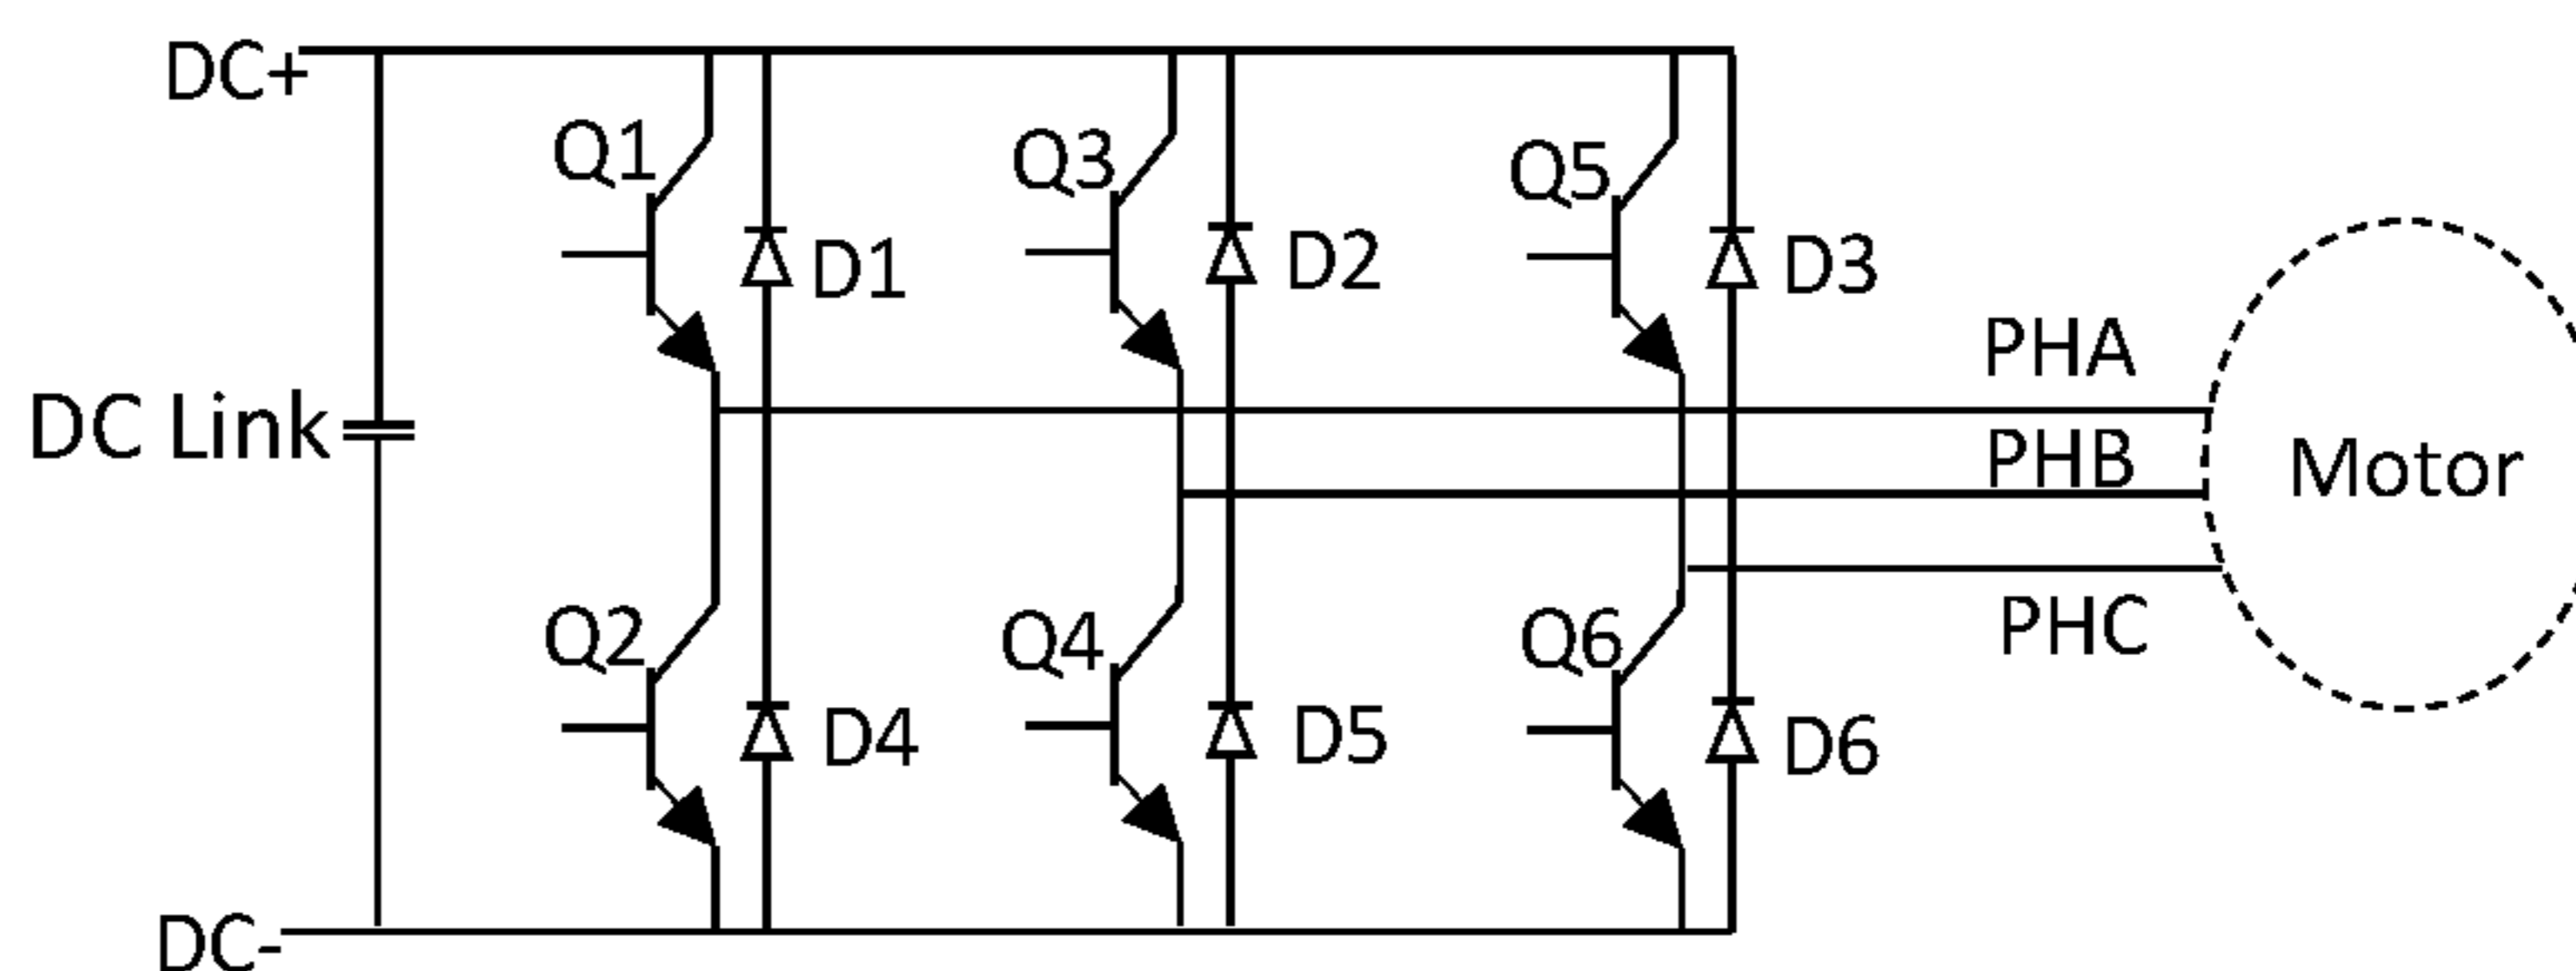 DC+
Q1
Q3
Q5
D1
D2
D3
PHA
DC Link
PHB
Motor
PHC
Q2
Q4
Q6
D4
D5
D6
DC-